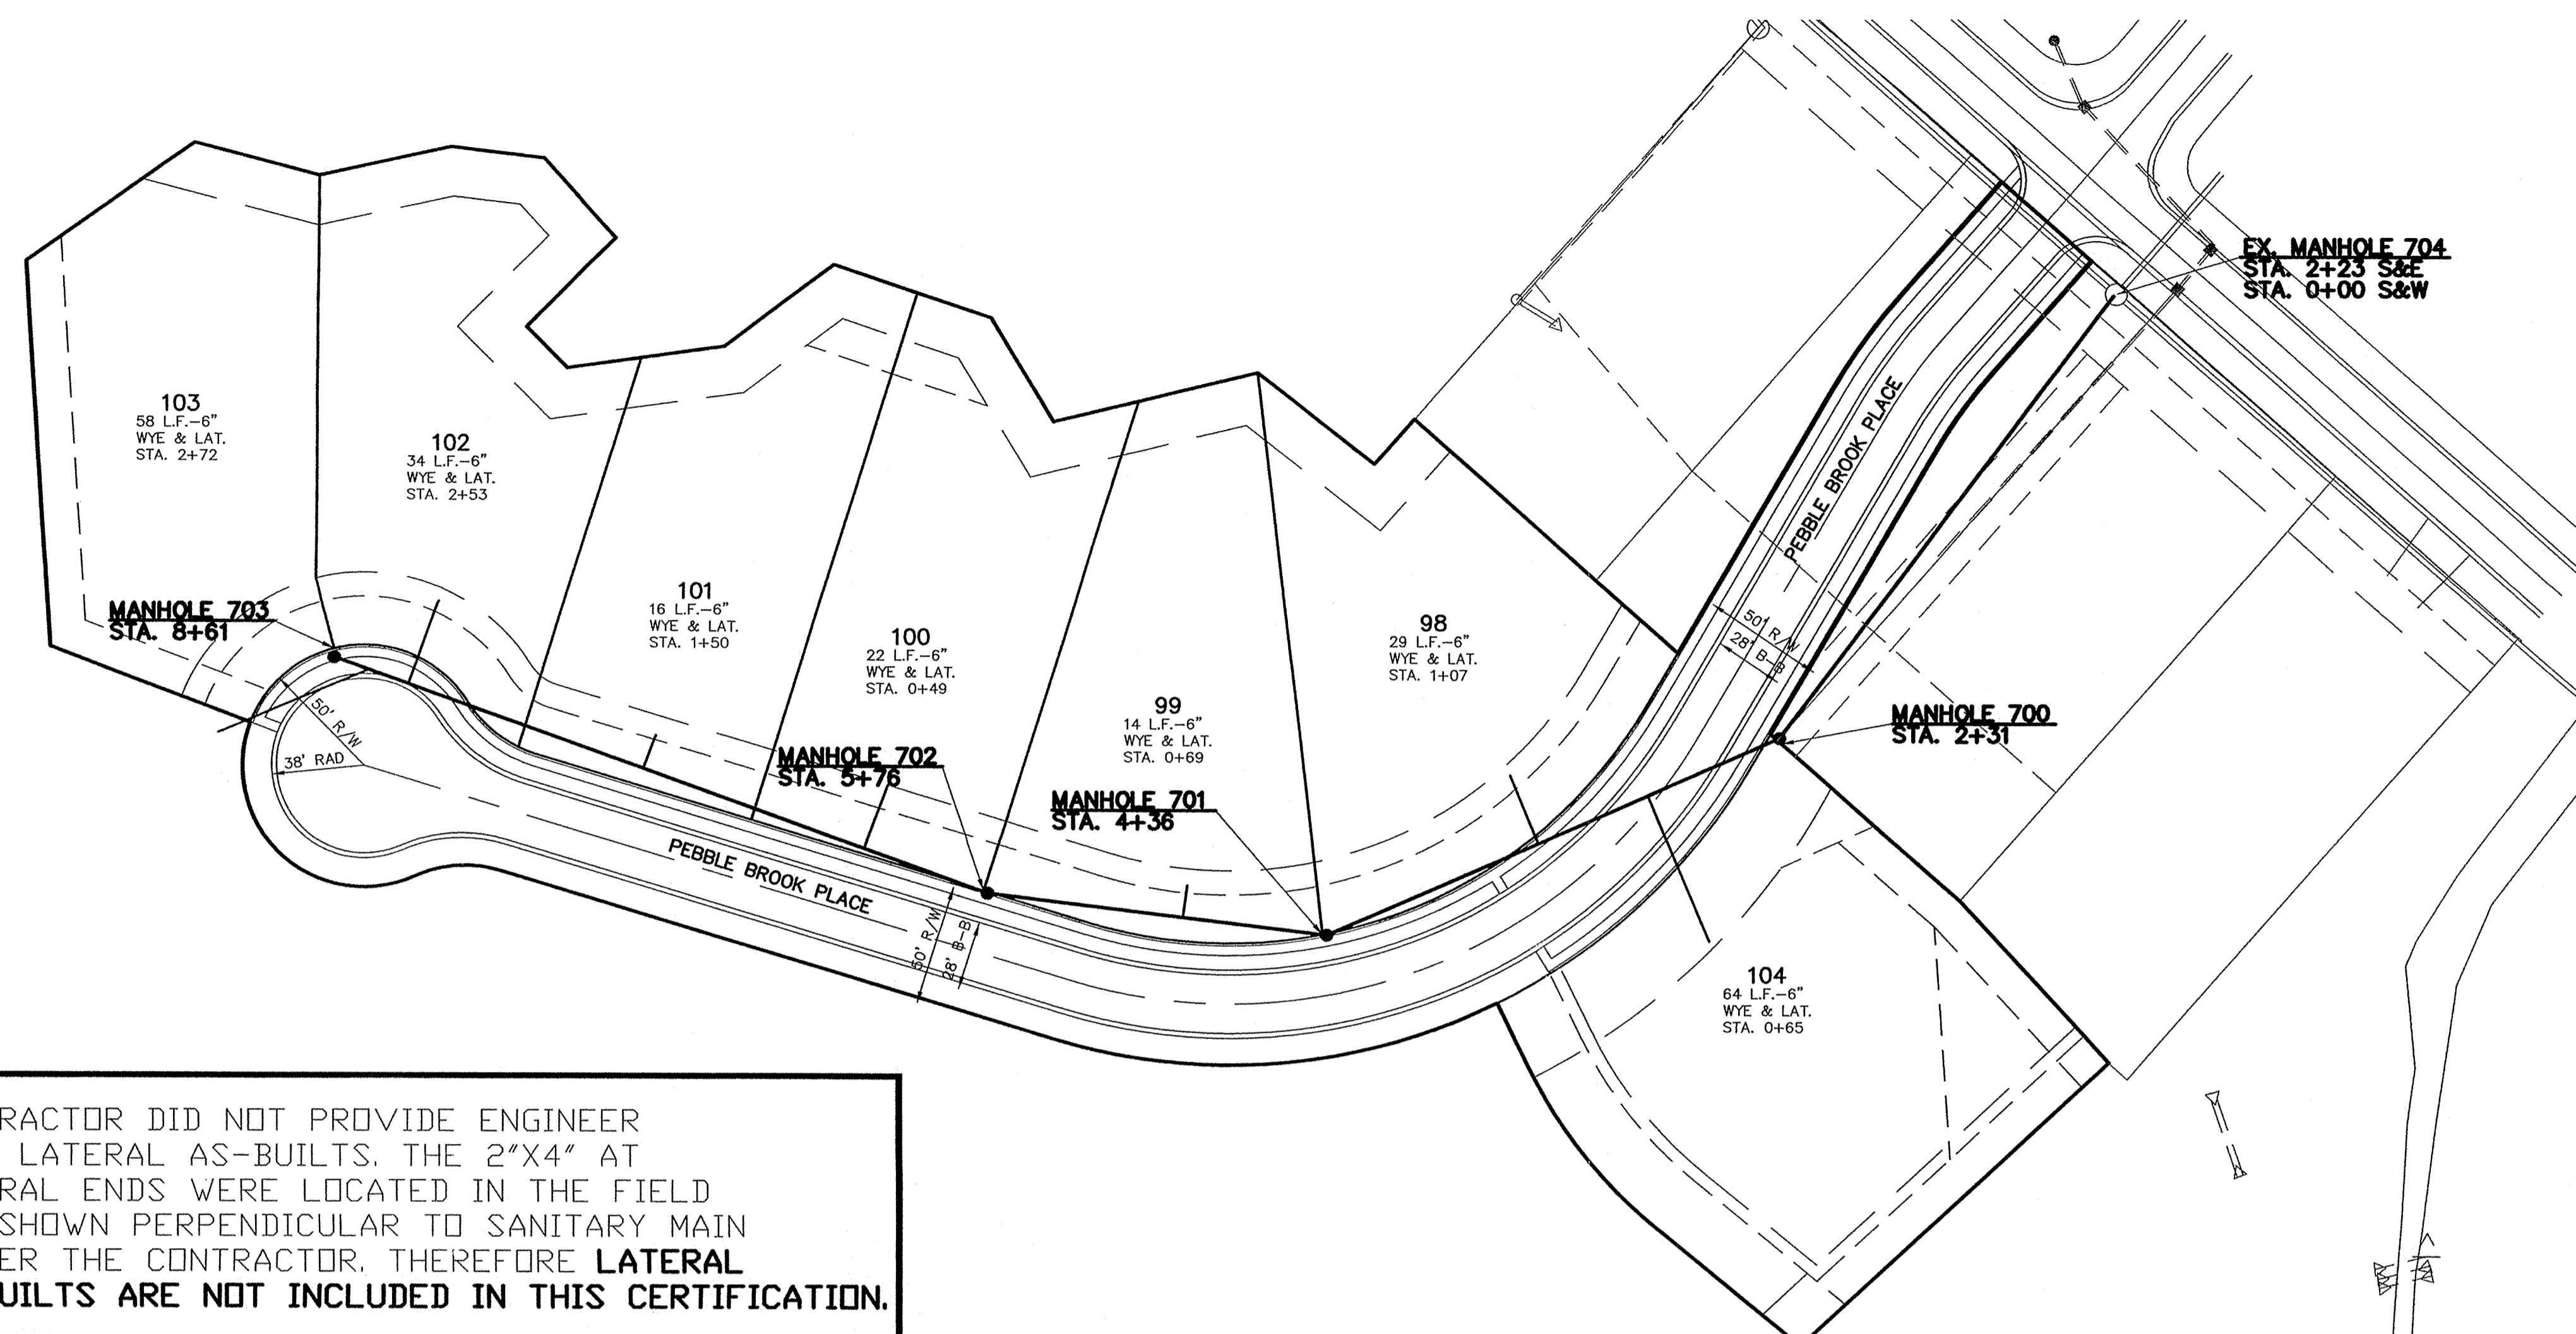 EX. MANHOLE 704
STA. 2+23 S&E
STA. 0+00 S&W
103
58 L.F.-6"
WYE & LAT.
STA. 2+72
102
34 L.F.-6"
WYE & LAT.
STA. 2+53
101
16 L.F.-6"
WYE & LAT.
STA. 1+50
100
22 L.F.-6"
WYE & LAT.
STA. 0+49
99
14 L.F.-6"
WYE & LAT.
STA. 0+69
98
29 L.F.-6"
WYE & LAT.
STA. 1+07
PEBBLE BROOK PLACE
50' R/W
28' B-B
MANHOLE 703
STA. 8+61
50' R/W
38' RAD
MANHOLE 702
STA. 5+76
MANHOLE 701
STA. 4+36
MANHOLE 700
STA. 2+31
PEBBLE BROOK PLACE
50' R/W
28' B-B
104
64 L.F.-6"
WYE & LAT.
STA. 0+65
RACTOR DID NOT PROVIDE ENGINEER
LATERAL AS-BUILTS. THE 2"X4" AT
RAL ENDS WERE LOCATED IN THE FIELD
SHOWN PERPENDICULAR TO SANITARY MAIN
ER THE CONTRACTOR. THEREFORE LATERAL
UILTS ARE NOT INCLUDED IN THIS CERTIFICATION.